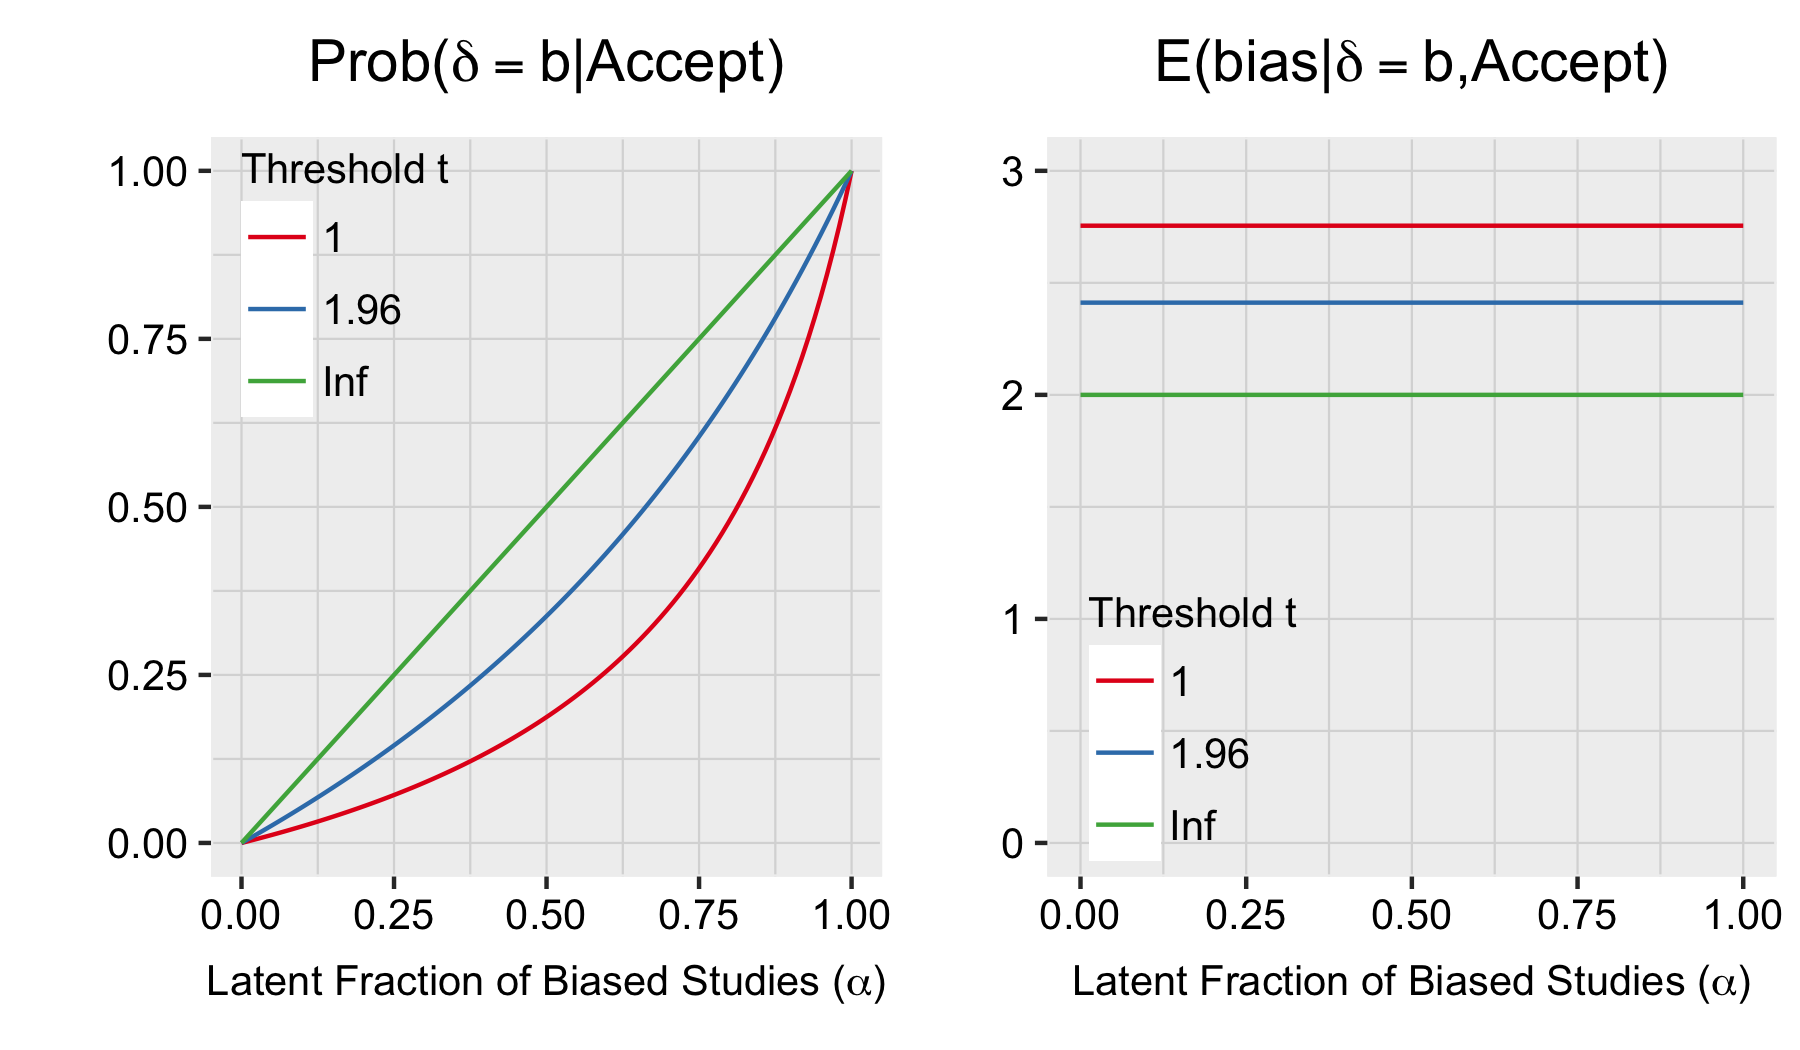 Prob(δ = b|Accept)
1.00
0.75
0.50
0.25
0.00
Threshold t
1
1.96
Inf
0.00 0.25 0.50 0.75 1.00
Latent Fraction of Biased Studies (α)
E(bias|δ = b,Accept)
3
2
1
0
Threshold t
1
1.96
Inf
0.00 0.25 0.50 0.75 1.00
Latent Fraction of Biased Studies (α)